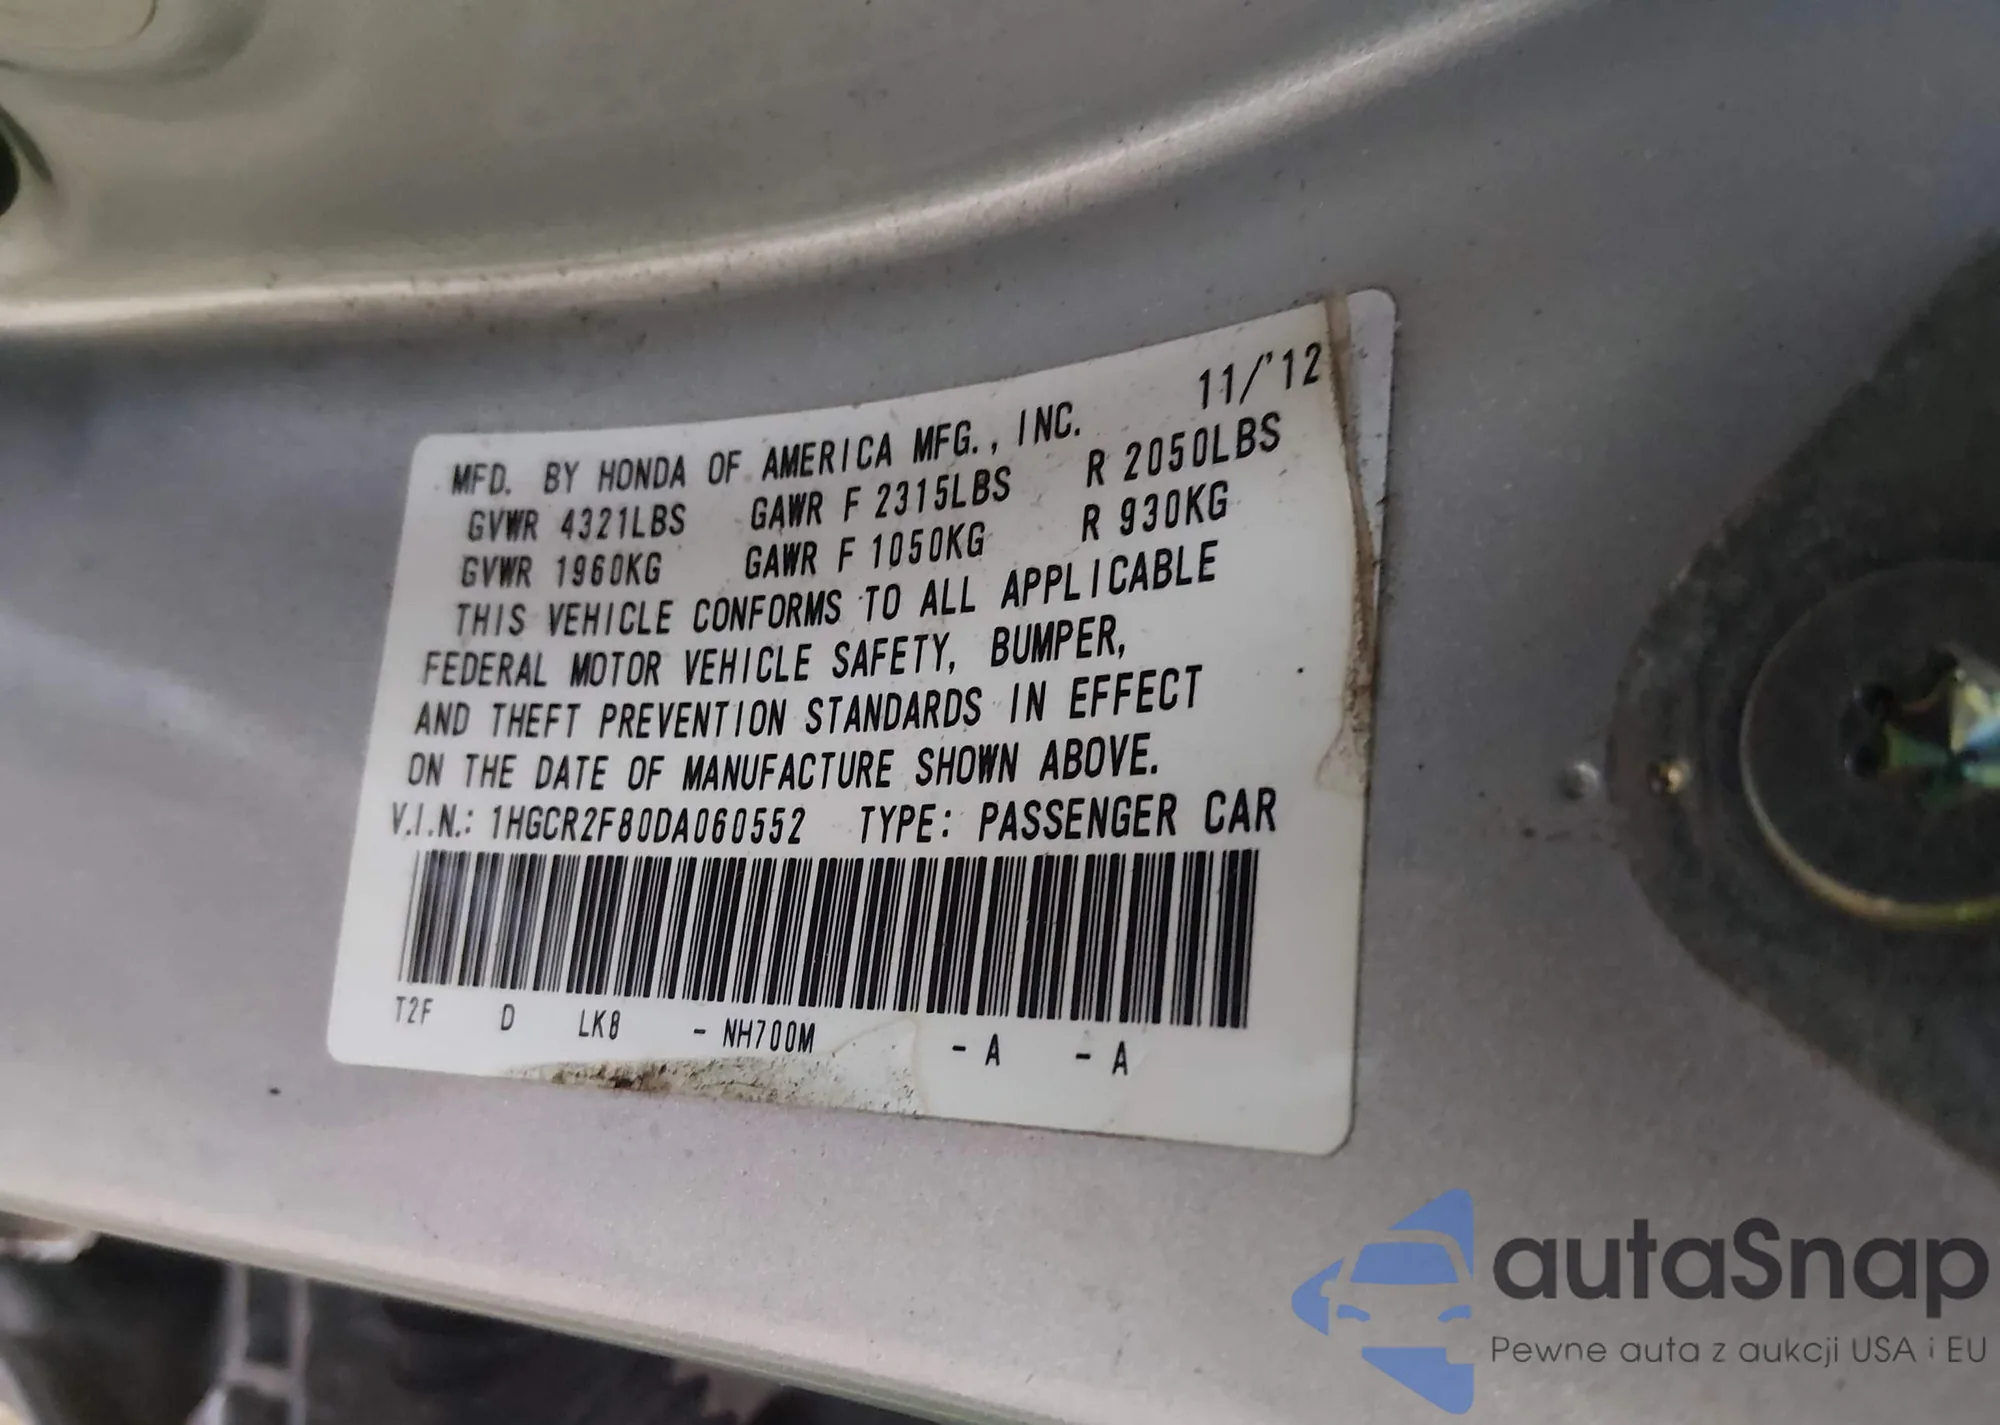 11/'12
MFD. BY HONDA OF AMERICA MFG., INC.
GVWR 4321LBS GAWR F 2315LBS R 2050LBS
GVWR 1960KG GAWR F 1050KG R 930KG
THIS VEHICLE CONFORMS TO ALL APPLICABLE
FEDERAL MOTOR VEHICLE SAFETY, BUMPER,
AND THEFT PREVENTION STANDARDS IN EFFECT
ON THE DATE OF MANUFACTURE SHOWN ABOVE.
V.I.N.: 1HGCR2F80DA060552 TYPE: PASSENGER CAR
T2F D LK8 - NH700M - A - A
autaSnap
Pewne auta z aukcji USA i EU